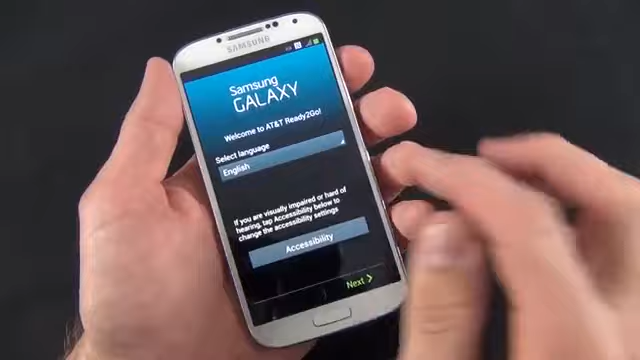 SAMSUNG
Samsung
GALAXY
Welcome to AT&T Ready2Go!
Select language
English
If you are visually impaired or hard of
hearing, tap Accessibility below to
change the accessibility settings
Accessibility
Next